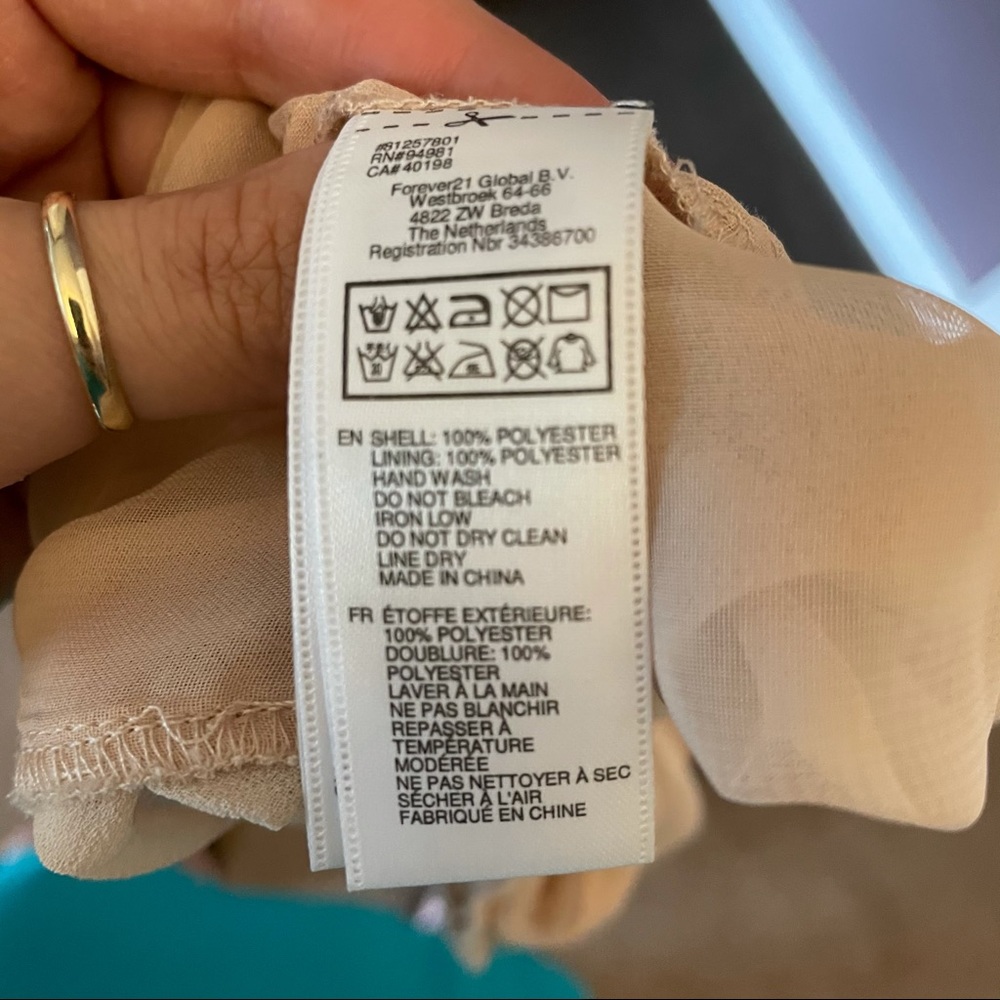 #81257801
RN#94981
CA#40198
Forever21 Global B.V.
Westbroek 64-66
4822 ZW Breda
The Netherlands
Registration Nbr 34386700
EN SHELL: 100% POLYESTER
LINING: 100% POLYESTER
HAND WASH
DO NOT BLEACH
IRON LOW
DO NOT DRY CLEAN
LINE DRY
MADE IN CHINA
FR ÉTOFFE EXTÉRIEURE:
100% POLYESTER
DOUBLURE: 100%
POLYESTER
LAVER À LA MAIN
NE PAS BLANCHIR
REPASSER À
TEMPÉRATURE
MODÉRÉE
NE PAS NETTOYER À SEC
SÉCHER À L'AIR
FABRIQUÉ EN CHINE